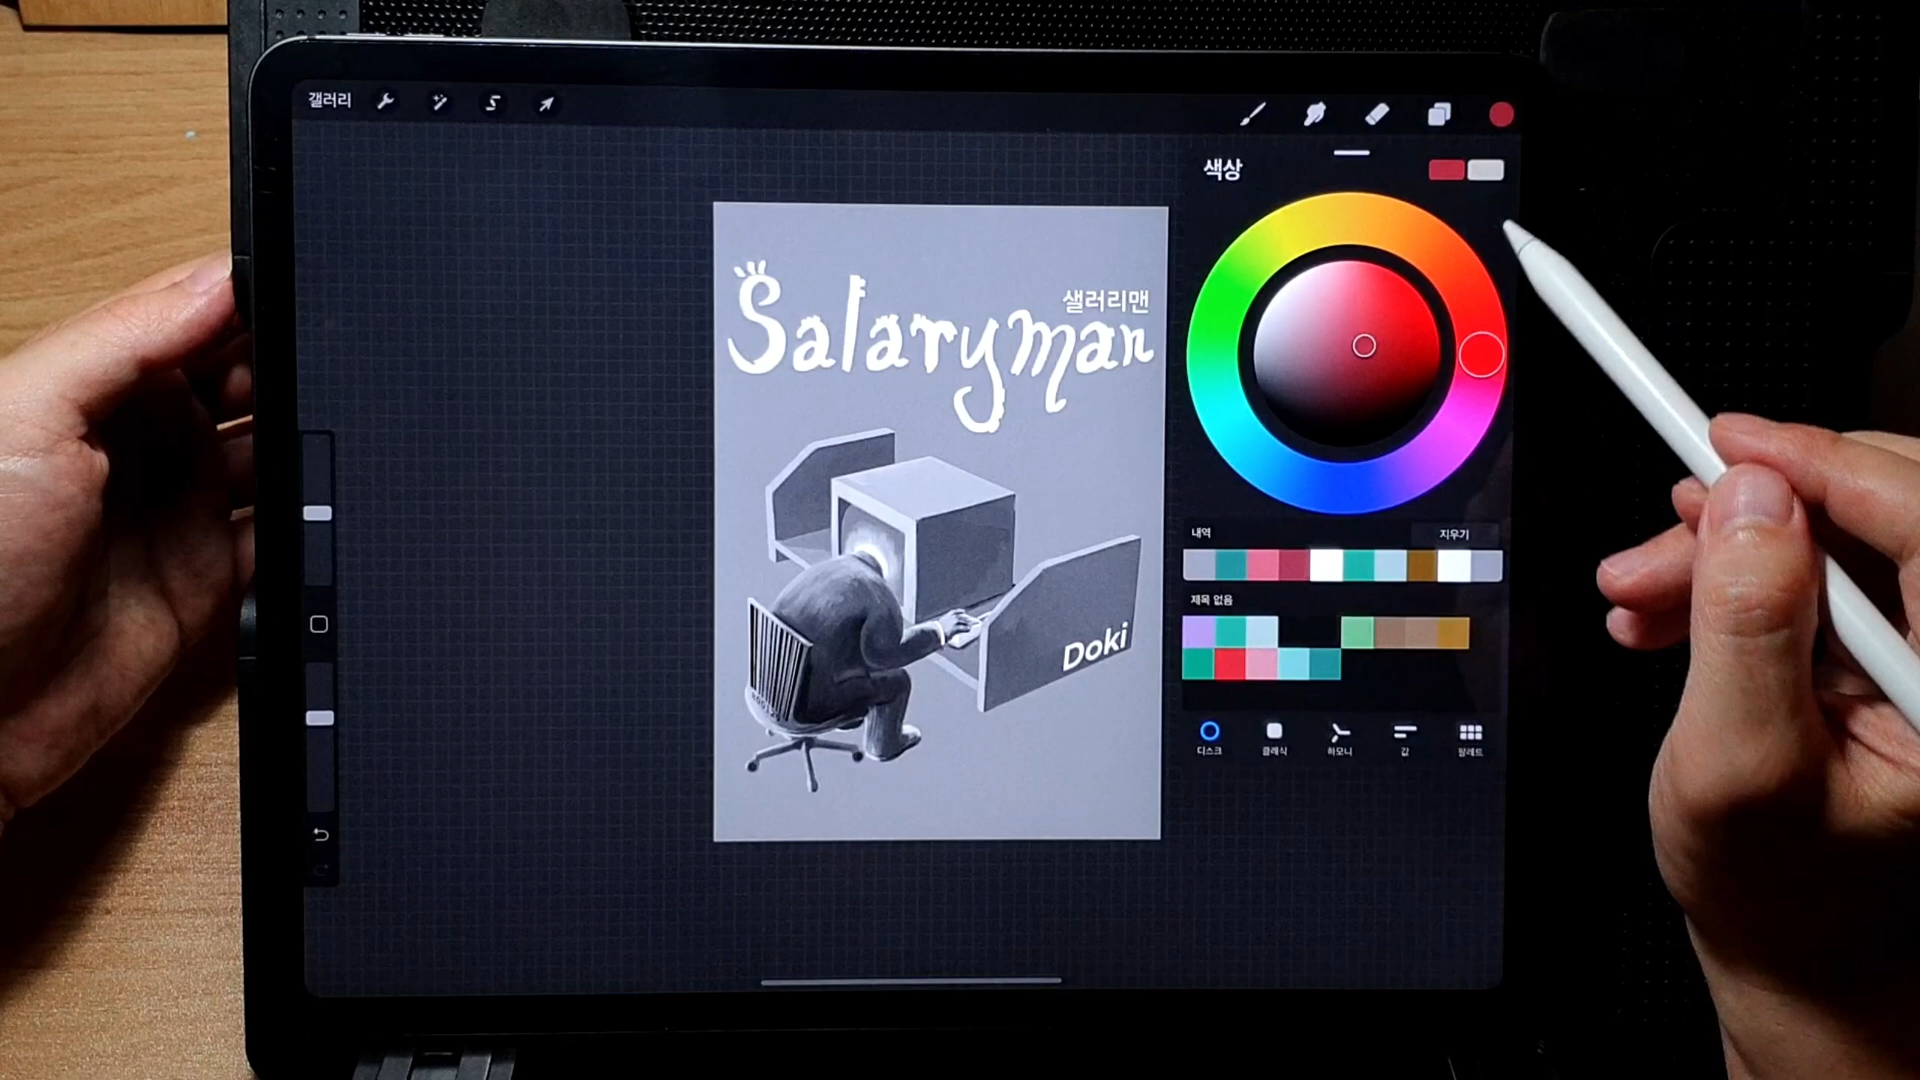 갤러리
색상
샐러리맨
Salaryman
내역
지우기
제목 없음
Doki
디스크
클래식
하모니
값
팔레트